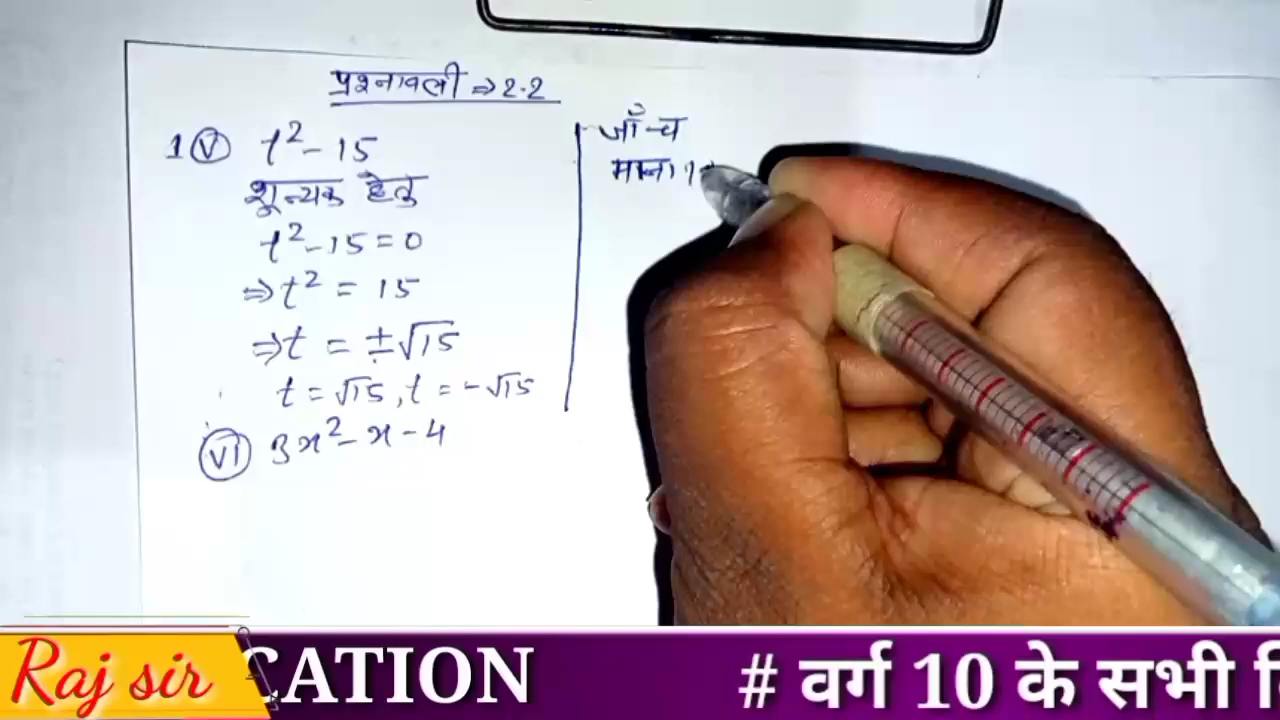 प्रश्नावली ⇒ 2.2
1 (v) t² - 15
शून्यक हेतु
t² - 15 = 0
⇒ t² = 15
⇒ t = ±√15
t = √15, t = -√15
(vi) 3x² - x - 4
जाँच
माना
Raj sir
CATION
# वर्ग 10 के सभी